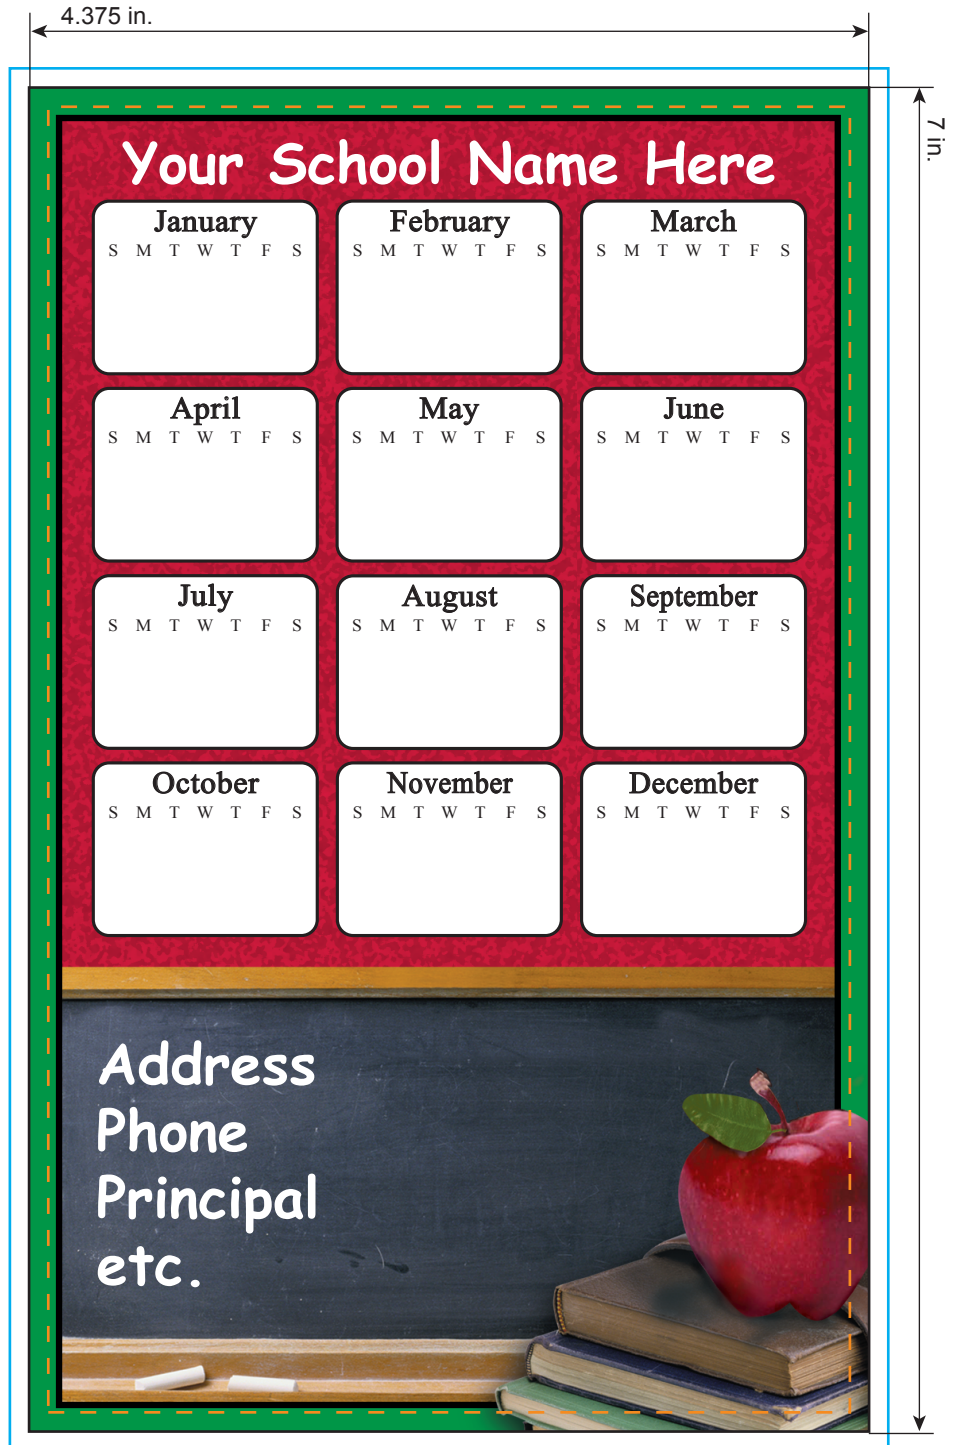 4.375 in.
7 in.
Your School Name Here
January February March
S M T W T F S S M T W T F S S M T W T F S
April May June
S M T W T F S S M T W T F S S M T W T F S
July August September
S M T W T F S S M T W T F S S M T W T F S
October November December
S M T W T F S S M T W T F S S M T W T F S
Address
Phone
Principal
etc.